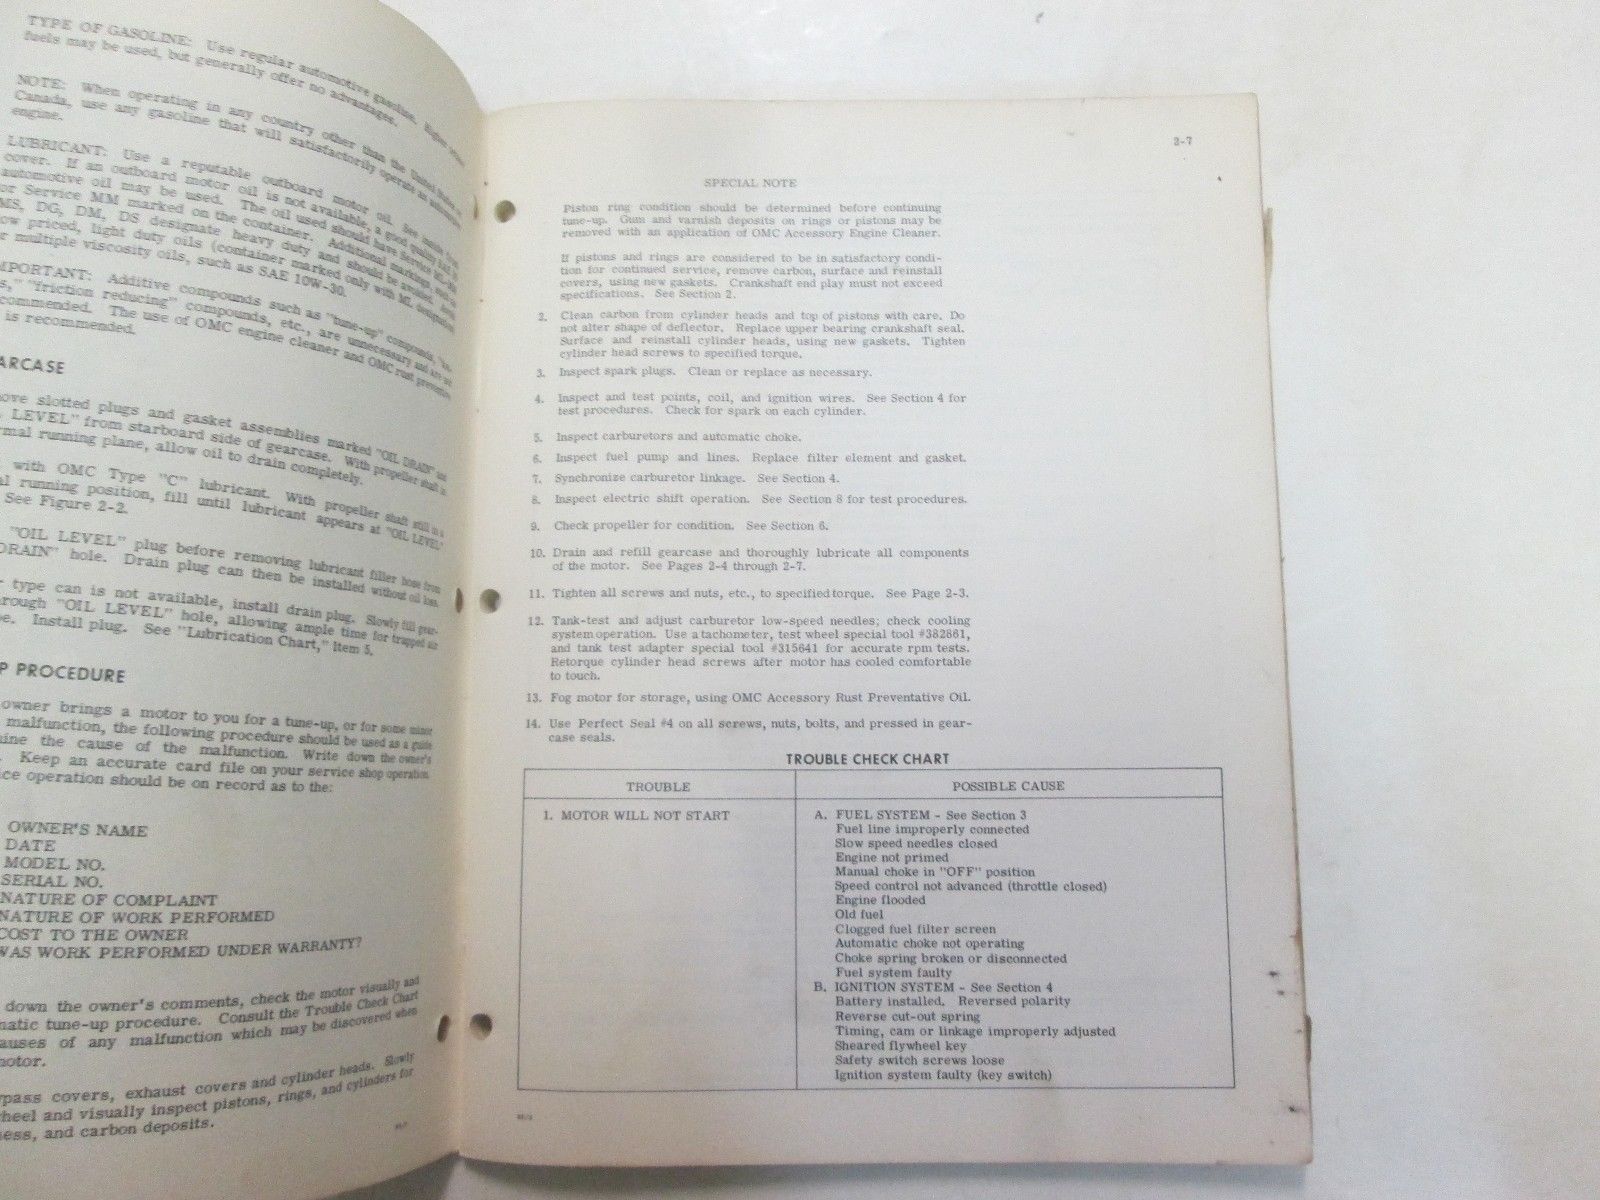 TYPE OF GASOLINE: Use regular automotive gasoline. Higher
fuels may be used, but generally offer no advantages.
NOTE: When operating in any country other than the United States or
Canada, use any gasoline that will satisfactorily operate an automotive
engine.
LUBRICANT: Use a reputable outboard motor oil. See inside front
cover. If an outboard motor oil is not available, a good quality
automotive oil may be used. The oil used should have Service
or Service MM marked on the container. Additional markings, such as
MS, DG, DM, DS designate heavy duty and should be avoided. Avoid
low priced, light duty oils (container marked only with ML designation
multiple viscosity oils, such as SAE 10W-30.
MPORTANT: Additive compounds such as "tune-up" compounds,
"friction reducing" compounds, etc., are unnecessary and are not
commended. The use of OMC engine cleaner and OMC rust preventive
is recommended.
ARCASE
ove slotted plugs and gasket assemblies marked "OIL DRAIN" and
LEVEL" from starboard side of gearcase. With propeller shaft in
rmal running plane, allow oil to drain completely.
with OMC Type "C" lubricant. With propeller shaft still in a
al running position, fill until lubricant appears at "OIL LEVEL"
See Figure 2-2.
"OIL LEVEL" plug before removing lubricant filler hose from
DRAIN" hole. Drain plug can then be installed without oil loss.
type can is not available, install drain plug. Slowly fill gear-
rough "OIL LEVEL" hole, allowing ample time for trapped air
e. Install plug. See "Lubrication Chart," Item 5.
P PROCEDURE
owner brings a motor to you for a tune-up, or for some minor
malfunction, the following procedure should be used as a guide
ine the cause of the malfunction. Write down the owner's
Keep an accurate card file on your service shop operation
ce operation should be on record as to the:
OWNER'S NAME
DATE
MODEL NO.
SERIAL NO.
NATURE OF COMPLAINT
NATURE OF WORK PERFORMED
COST TO THE OWNER
WAS WORK PERFORMED UNDER WARRANTY?
down the owner's comments, check the motor visually and
matic tune-up procedure. Consult the Trouble Check Chart
auses of any malfunction which may be discovered when
motor.
ypass covers, exhaust covers and cylinder heads. Slowly
heel and visually inspect pistons, rings, and cylinders for
ness, and carbon deposits.
2-7
SPECIAL NOTE
Piston ring condition should be determined before continuing
tune-up. Gum and varnish deposits on rings or pistons may be
removed with an application of OMC Accessory Engine Cleaner.
If pistons and rings are considered to be in satisfactory condi-
tion for continued service, remove carbon, surface and reinstall
covers, using new gaskets. Crankshaft end play must not exceed
specifications. See Section 2.
2. Clean carbon from cylinder heads and top of pistons with care. Do
not alter shape of deflector. Replace upper bearing crankshaft seal.
Surface and reinstall cylinder heads, using new gaskets. Tighten
cylinder head screws to specified torque.
3. Inspect spark plugs. Clean or replace as necessary.
4. Inspect and test points, coil, and ignition wires. See Section 4 for
test procedures. Check for spark on each cylinder.
5. Inspect carburetors and automatic choke.
6. Inspect fuel pump and lines. Replace filter element and gasket.
7. Synchronize carburetor linkage. See Section 4.
8. Inspect electric shift operation. See Section 8 for test procedures.
9. Check propeller for condition. See Section 6.
10. Drain and refill gearcase and thoroughly lubricate all components
of the motor. See Pages 2-4 through 2-7.
11. Tighten all screws and nuts, etc., to specified torque. See Page 2-3.
12. Tank-test and adjust carburetor low-speed needles; check cooling
system operation. Use a tachometer, test wheel special tool #382861,
and tank test adapter special tool #315641 for accurate rpm tests.
Retorque cylinder head screws after motor has cooled comfortable
to touch.
13. Fog motor for storage, using OMC Accessory Rust Preventative Oil.
14. Use Perfect Seal #4 on all screws, nuts, bolts, and pressed in gear-
case seals.
TROUBLE CHECK CHART
TROUBLE
POSSIBLE CAUSE
1. MOTOR WILL NOT START
A. FUEL SYSTEM - See Section 3
Fuel line improperly connected
Slow speed needles closed
Engine not primed
Manual choke in "OFF" position
Speed control not advanced (throttle closed)
Engine flooded
Old fuel
Clogged fuel filter screen
Automatic choke not operating
Choke spring broken or disconnected
Fuel system faulty
B. IGNITION SYSTEM - See Section 4
Battery installed. Reversed polarity
Reverse cut-out spring
Timing, cam or linkage improperly adjusted
Sheared flywheel key
Safety switch screws loose
Ignition system faulty (key switch)